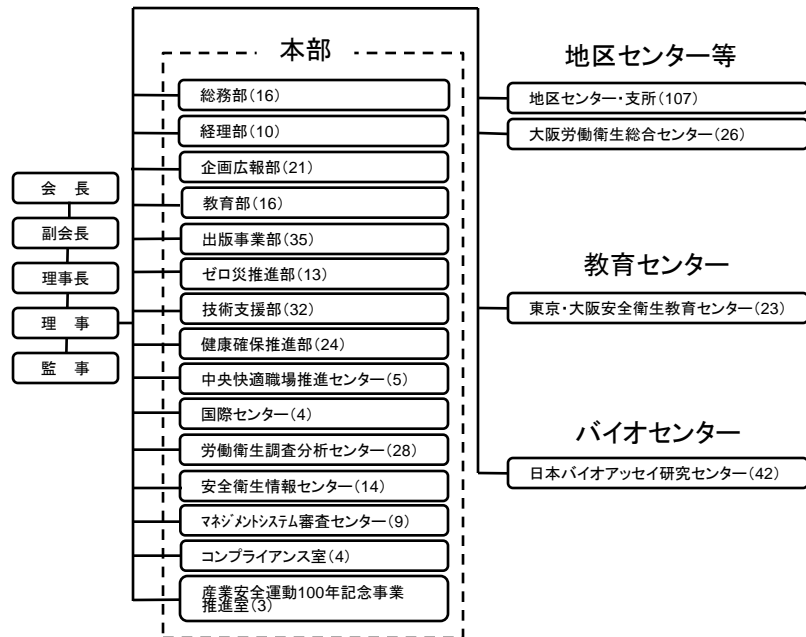 会　長
副会長
理事長
理　事
監　事
本部
総務部(16)
経理部(10)
企画広報部(21)
教育部(16)
出版事業部(35)
ゼロ災推進部(13)
技術支援部(32)
健康確保推進部(24)
中央快適職場推進センター(5)
国際センター(4)
労働衛生調査分析センター(28)
安全衛生情報センター(14)
ﾏﾈｼﾞﾒﾝﾄシステム審査センター(9)
コンプライアンス室(4)
産業安全運動100年記念事業
推進室(3)
地区センター等
地区センター・支所(107)
大阪労働衛生総合センター(26)
教育センター
東京・大阪安全衛生教育センター(23)
バイオセンター
日本バイオアッセイ研究センター(42)